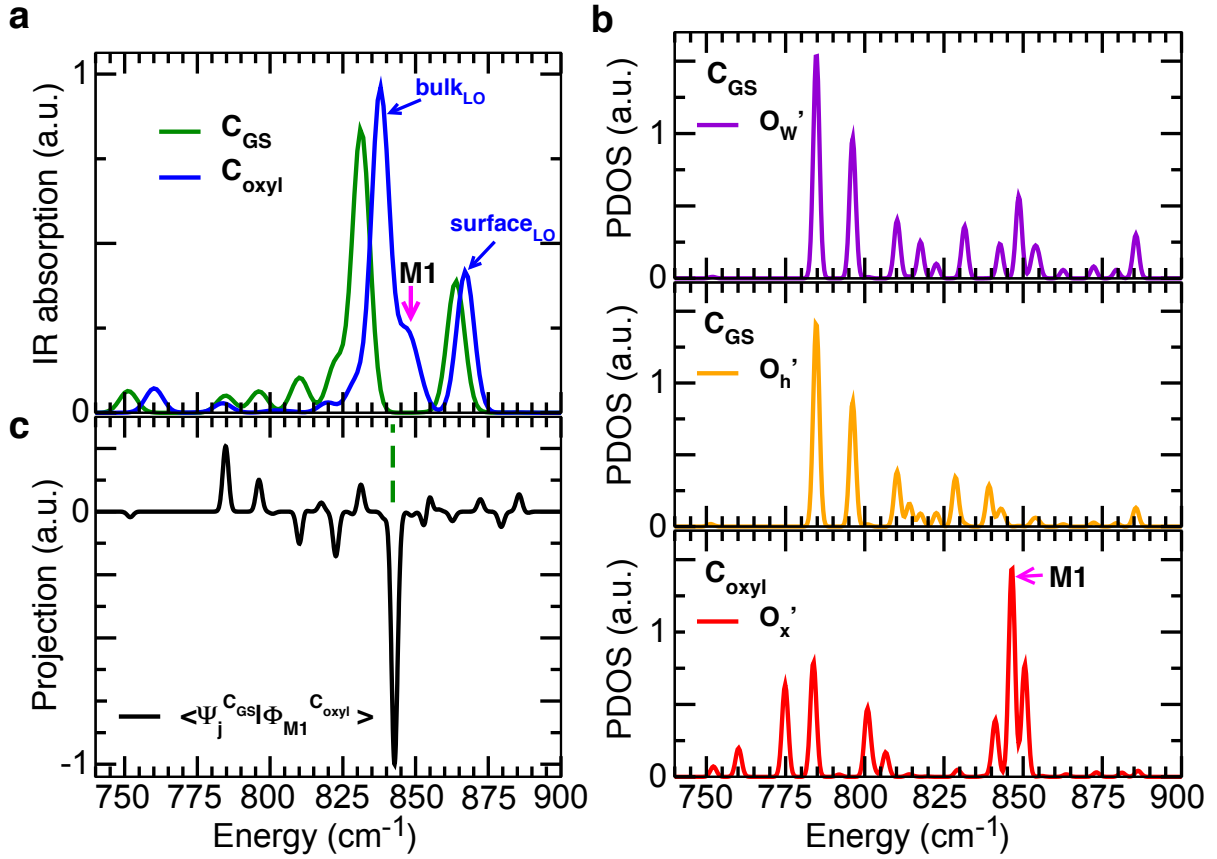 a
IR absorption (a.u.)
1
0
C_GS
C_oxyl
bulk_LO
M1
surface_LO
c
Projection (a.u.)
0
-1
<Ψ_j^C_GS|Φ_M1^C_oxyl>
750 775 800 825 850 875 900
Energy (cm⁻¹)
b
PDOS (a.u.)
1
0
C_GS
O_W'
PDOS (a.u.)
1
0
C_GS
O_h'
PDOS (a.u.)
1
0
C_oxyl
O_x'
M1
750 775 800 825 850 875 900
Energy (cm⁻¹)